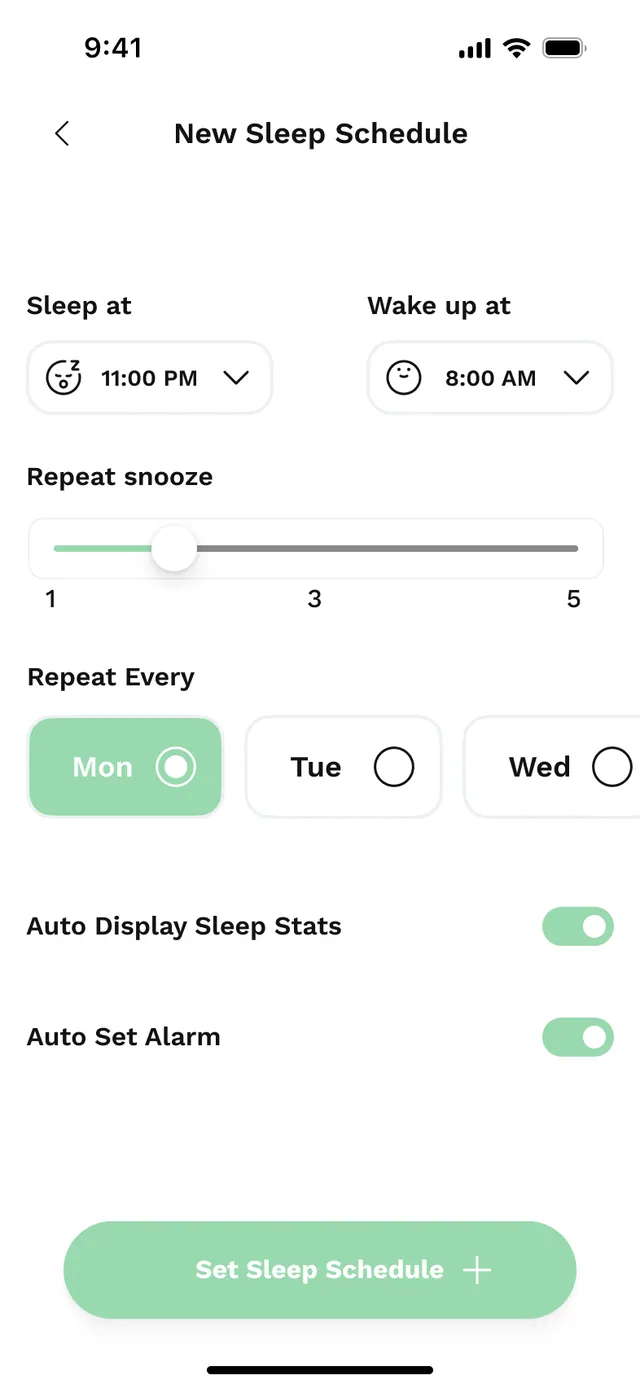 9:41
New Sleep Schedule
Sleep at
Wake up at
11:00 PM
8:00 AM
Repeat snooze
1 3 5
Repeat Every
Mon Tue Wed
Auto Display Sleep Stats
Auto Set Alarm
Set Sleep Schedule